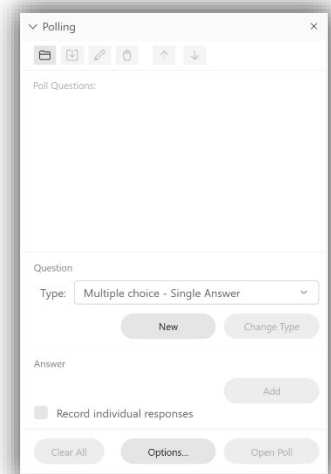 Polling
Poll Questions:
Question
Type: Multiple choice - Single Answer
New Change Type
Answer
Add
Record individual responses
Clear All Options... Open Poll